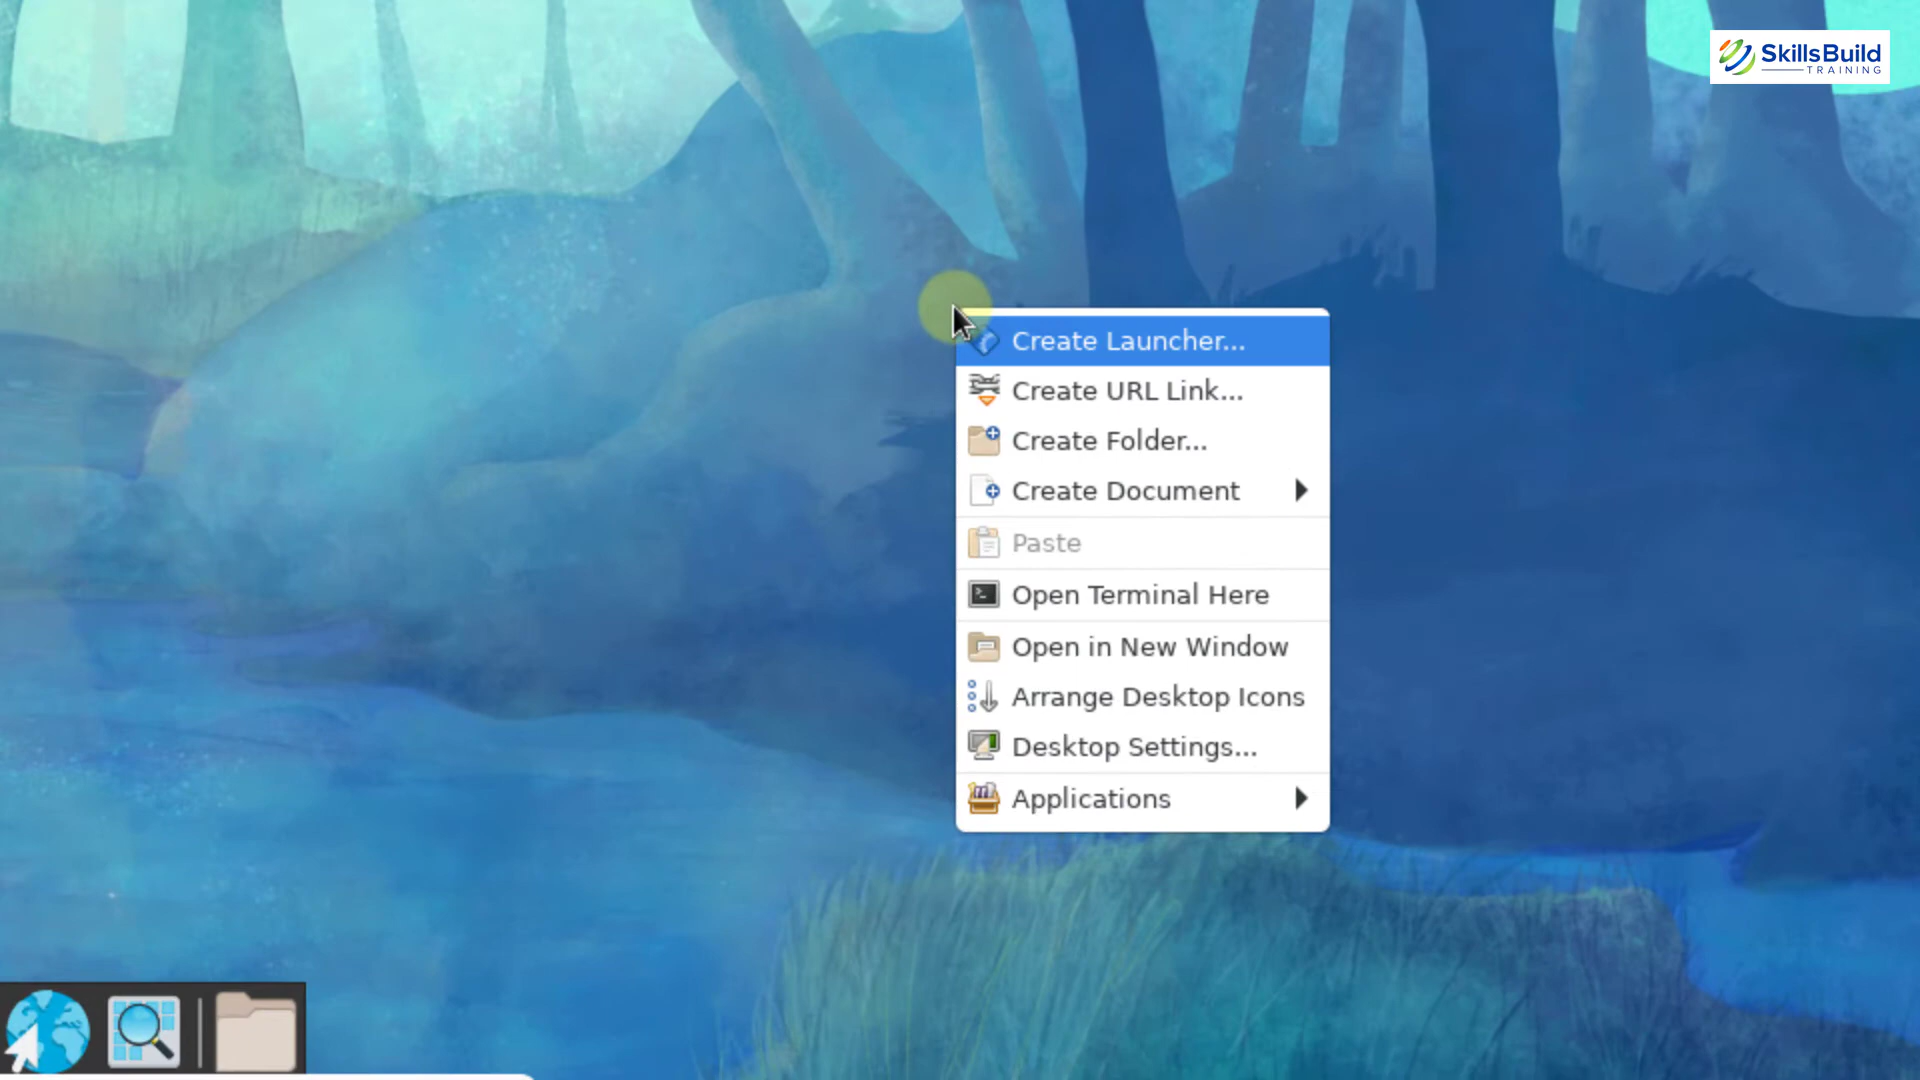 SkillsBuild
TRAINING
Create Launcher...
Create URL Link...
Create Folder...
Create Document
Paste
Open Terminal Here
Open in New Window
Arrange Desktop Icons
Desktop Settings...
Applications